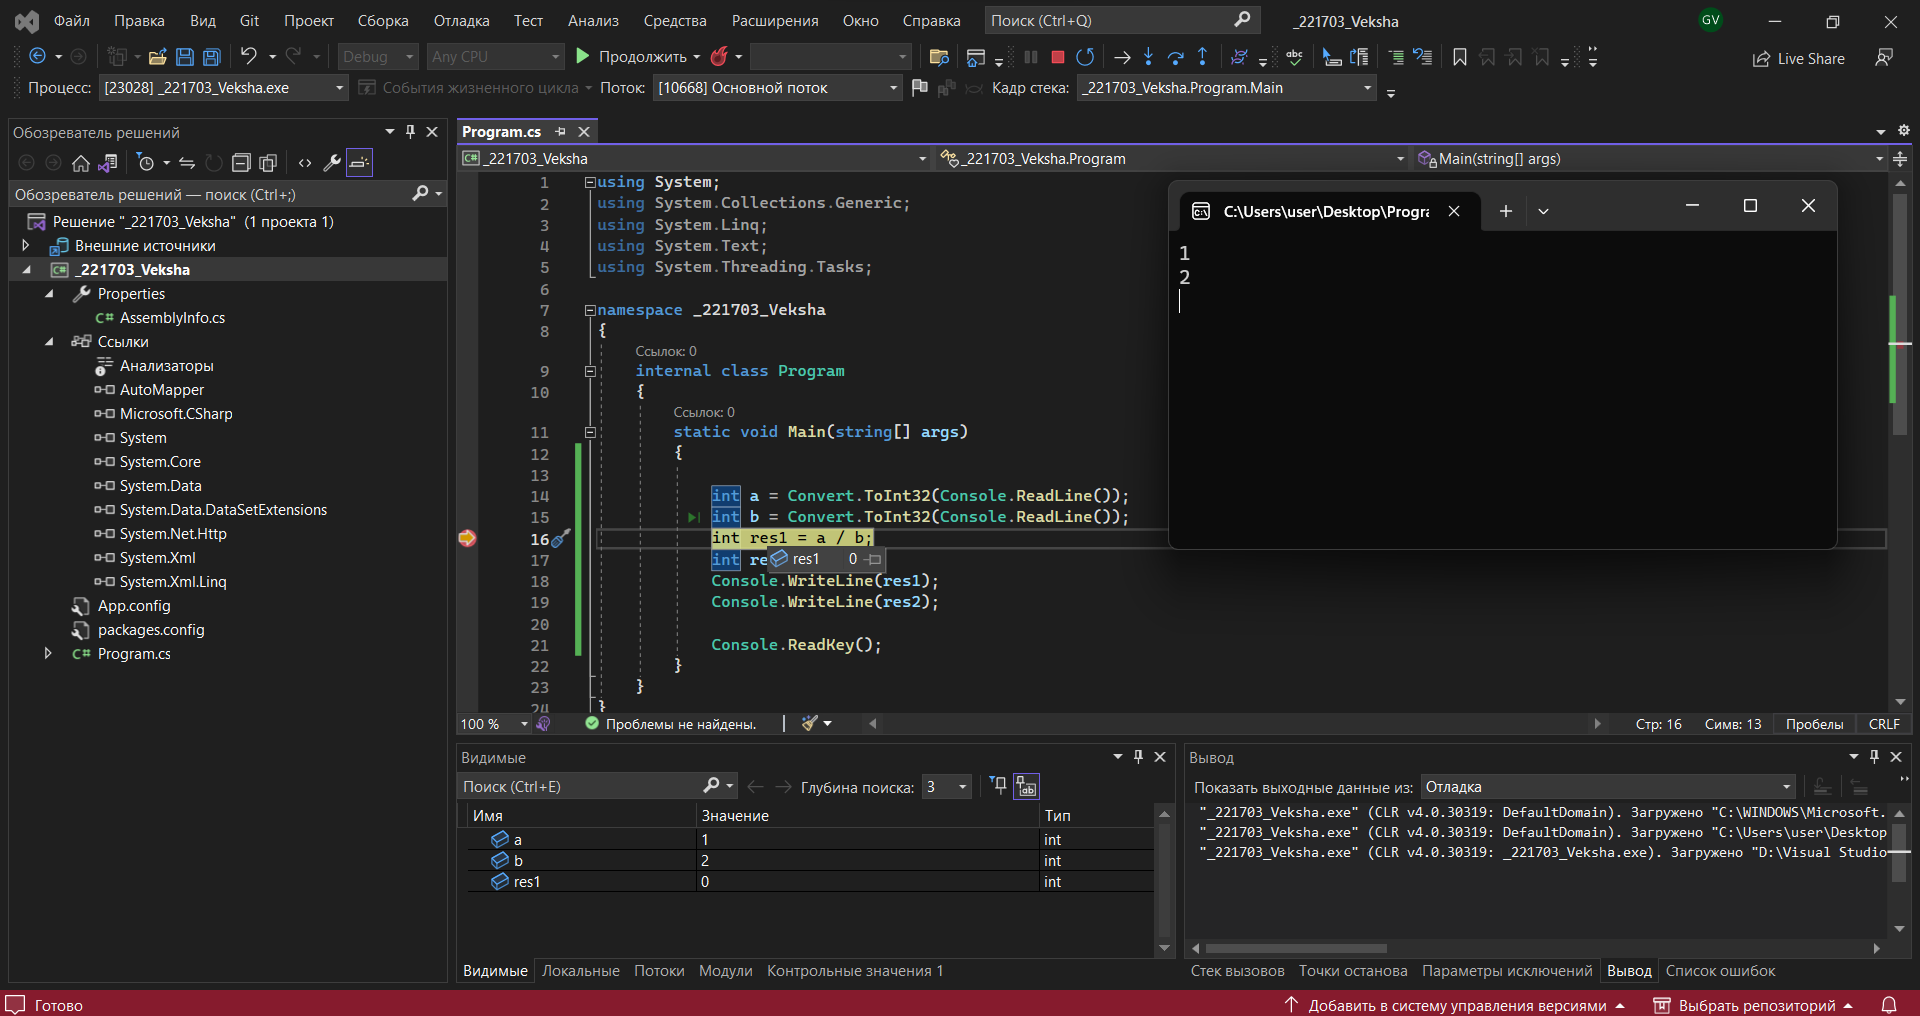 Файл Правка Вид Git Проект Сборка Отладка Тест Анализ Средства Расширения Окно Справка Поиск (Ctrl+Q) _221703_Veksha GV
Debug Any CPU Продолжить Live Share
Процесс: [23028] _221703_Veksha.exe События жизненного цикла Поток: [10668] Основной поток Кадр стека: _221703_Veksha.Program.Main
Обозреватель решений
Обозреватель решений — поиск (Ctrl+;)
Решение "_221703_Veksha" (1 проекта 1)
Внешние источники
_221703_Veksha
Properties
C# AssemblyInfo.cs
Ссылки
Анализаторы
AutoMapper
Microsoft.CSharp
System
System.Core
System.Data
System.Data.DataSetExtensions
System.Net.Http
System.Xml
System.Xml.Linq
App.config
packages.config
C# Program.cs
Program.cs
C# _221703_Veksha _221703_Veksha.Program Main(string[] args)
1 using System;
2 using System.Collections.Generic;
3 using System.Linq;
4 using System.Text;
5 using System.Threading.Tasks;
6
7 namespace _221703_Veksha
8 {
Ссылок: 0
9 internal class Program
10 {
Ссылок: 0
11 static void Main(string[] args)
12 {
13
14 int a = Convert.ToInt32(Console.ReadLine());
15 int b = Convert.ToInt32(Console.ReadLine());
16 int res1 = a / b;
17 int re
res1 0
18 Console.WriteLine(res1);
19 Console.WriteLine(res2);
20
21 Console.ReadKey();
22 }
23 }
24 }
C:\Users\user\Desktop\Progra
1
2
100 % Проблемы не найдены. Стр: 16 Симв: 13 Пробелы CRLF
Видимые
Поиск (Ctrl+E) Глубина поиска: 3
Имя Значение Тип
a 1 int
b 2 int
res1 0 int
Видимые Локальные Потоки Модули Контрольные значения 1
Вывод
Показать выходные данные из: Отладка
"_221703_Veksha.exe" (CLR v4.0.30319: DefaultDomain). Загружено "C:\WINDOWS\Microsoft.
"_221703_Veksha.exe" (CLR v4.0.30319: DefaultDomain). Загружено "C:\Users\user\Desktop
"_221703_Veksha.exe" (CLR v4.0.30319: _221703_Veksha.exe). Загружено "D:\Visual Studio
Стек вызовов Точки останова Параметры исключений Вывод Список ошибок
Готово Добавить в систему управления версиями Выбрать репозиторий